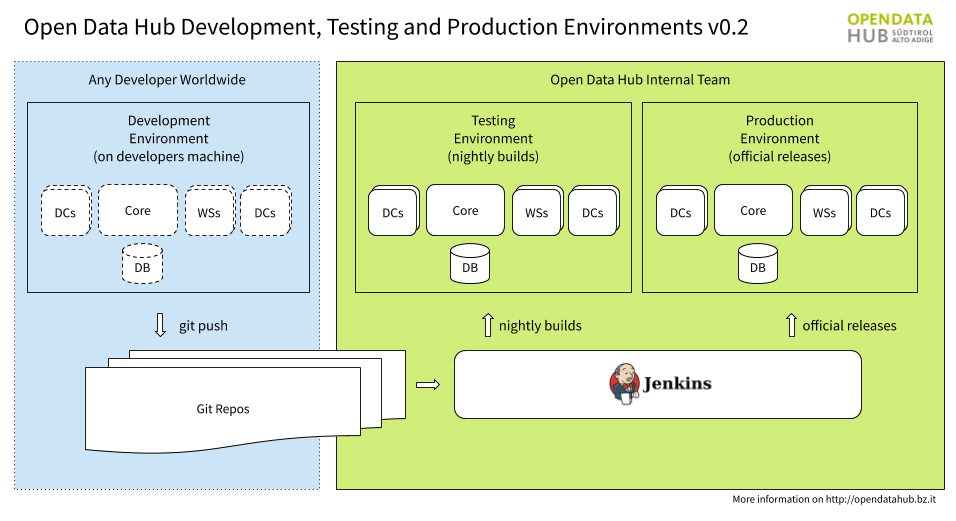 Open Data Hub Development, Testing and Production Environments v0.2
OPENDATA
HUB SÜDTIROL
ALTO ADIGE
Any Developer Worldwide
Development
Environment
(on developers machine)
DCs
Core
WSs
DCs
DB
git push
Git Repos
Open Data Hub Internal Team
Testing
Environment
(nightly builds)
DCs
Core
WSs
DCs
DB
nightly builds
Production
Environment
(official releases)
DCs
Core
WSs
DCs
DB
official releases
Jenkins
More information on http://opendatahub.bz.it